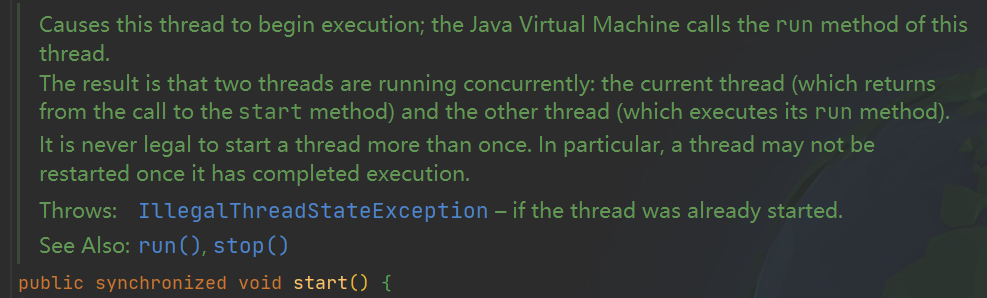 Causes this thread to begin execution; the Java Virtual Machine calls the run method of this
thread.
The result is that two threads are running concurrently: the current thread (which returns
from the call to the start method) and the other thread (which executes its run method).
It is never legal to start a thread more than once. In particular, a thread may not be
restarted once it has completed execution.
Throws: IllegalThreadStateException – if the thread was already started.
See Also: run(), stop()
public synchronized void start() {